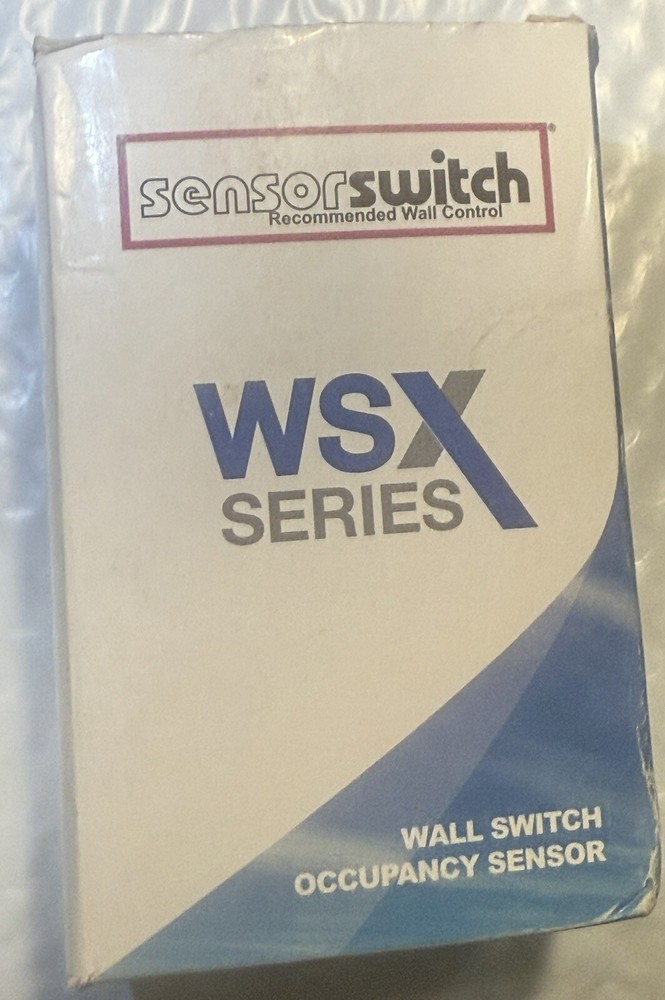 sensorswitch
Recommended Wall Control
WSX
SERIES
WALL SWITCH
OCCUPANCY SENSOR